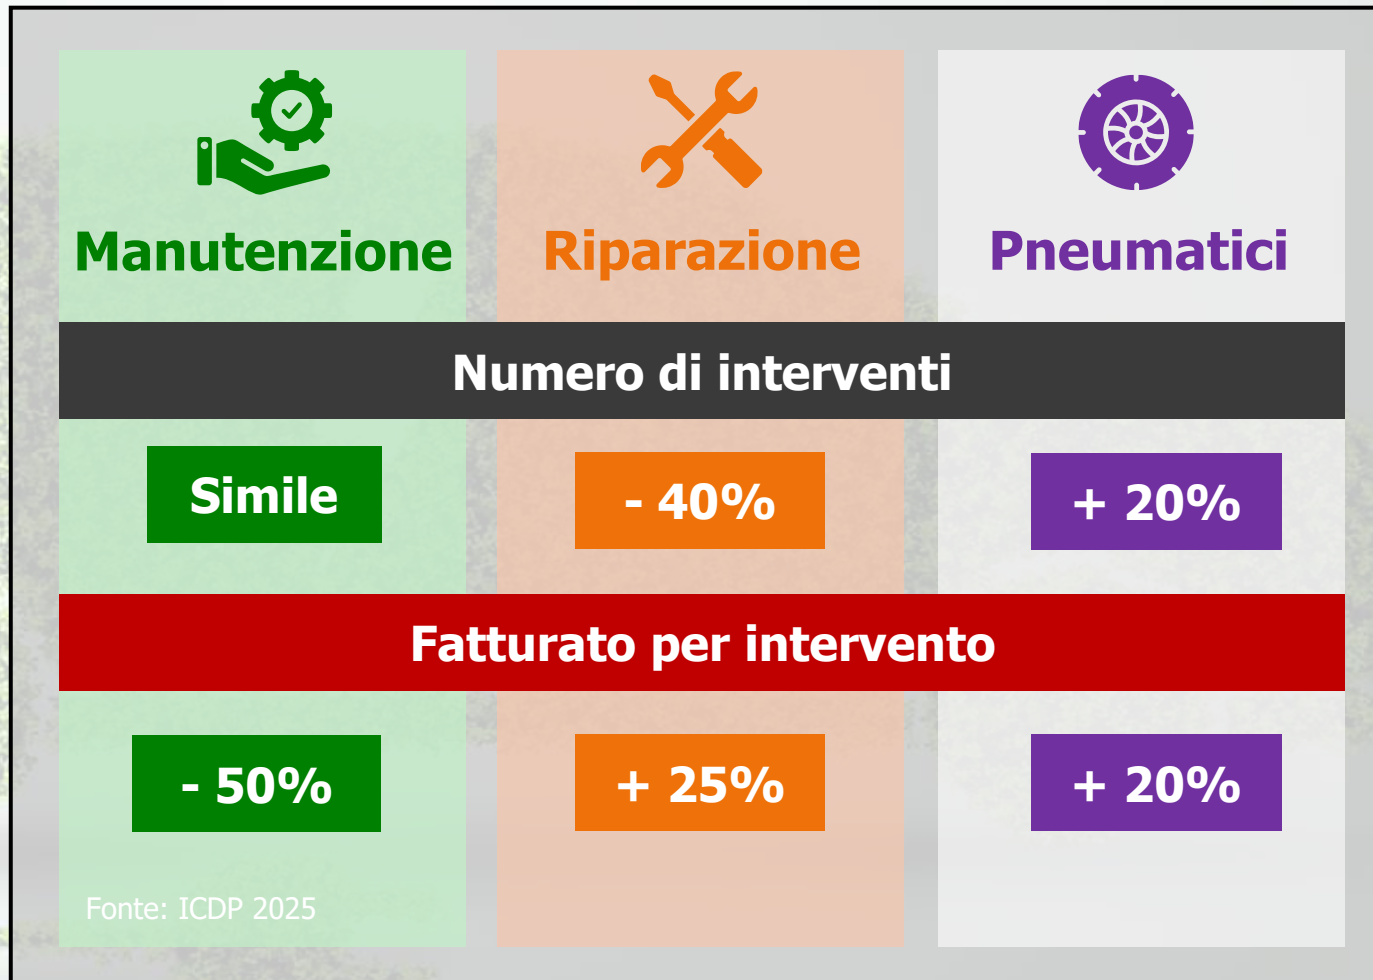 Manutenzione
Riparazione
Pneumatici
Numero di interventi
Simile
- 40%
+ 20%
Fatturato per intervento
- 50%
+ 25%
+ 20%
Fonte: ICDP 2025